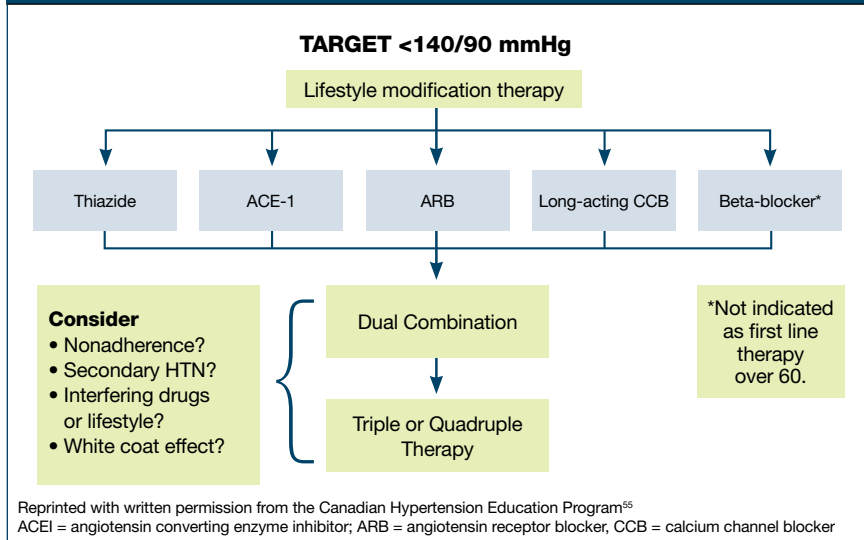 TARGET <140/90 mmHg
Lifestyle modification therapy
Thiazide
ACE-1
ARB
Long-acting CCB
Beta-blocker*
Consider
• Nonadherence?
• Secondary HTN?
• Interfering drugs
or lifestyle?
• White coat effect?
Dual Combination
Triple or Quadruple
Therapy
*Not indicated
as first line
therapy
over 60.
Reprinted with written permission from the Canadian Hypertension Education Program55
ACEI = angiotensin converting enzyme inhibitor; ARB = angiotensin receptor blocker, CCB = calcium channel blocker